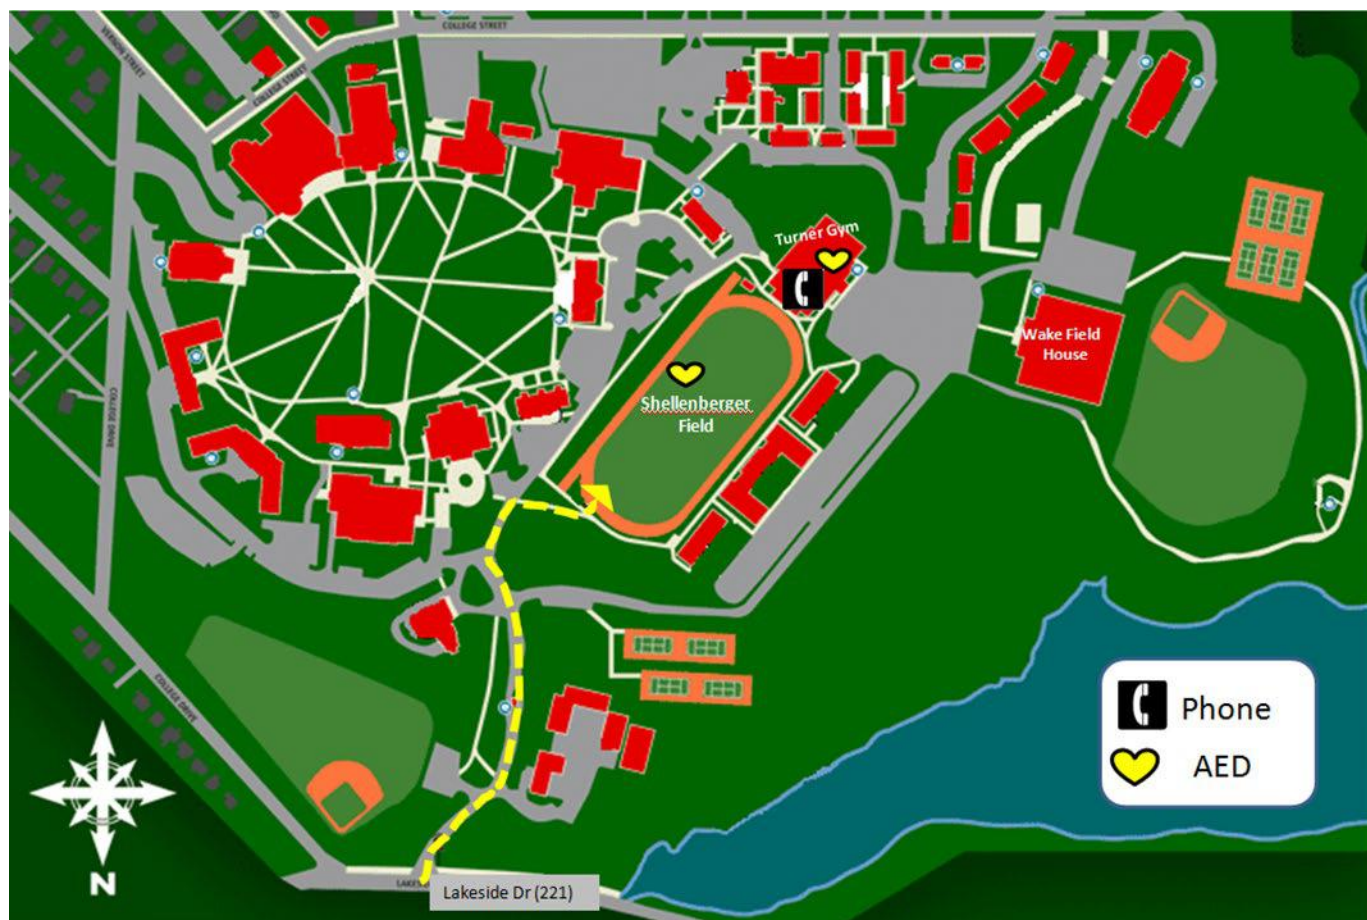 COLLEGE STREET
VERNON STREET
COLLEGE STREET
Turner Gym
Wake Field
House
Shellenberger
Field
COLLEGE DRIVE
COLLEGE DRIVE
Phone
AED
N
Lakeside Dr (221)